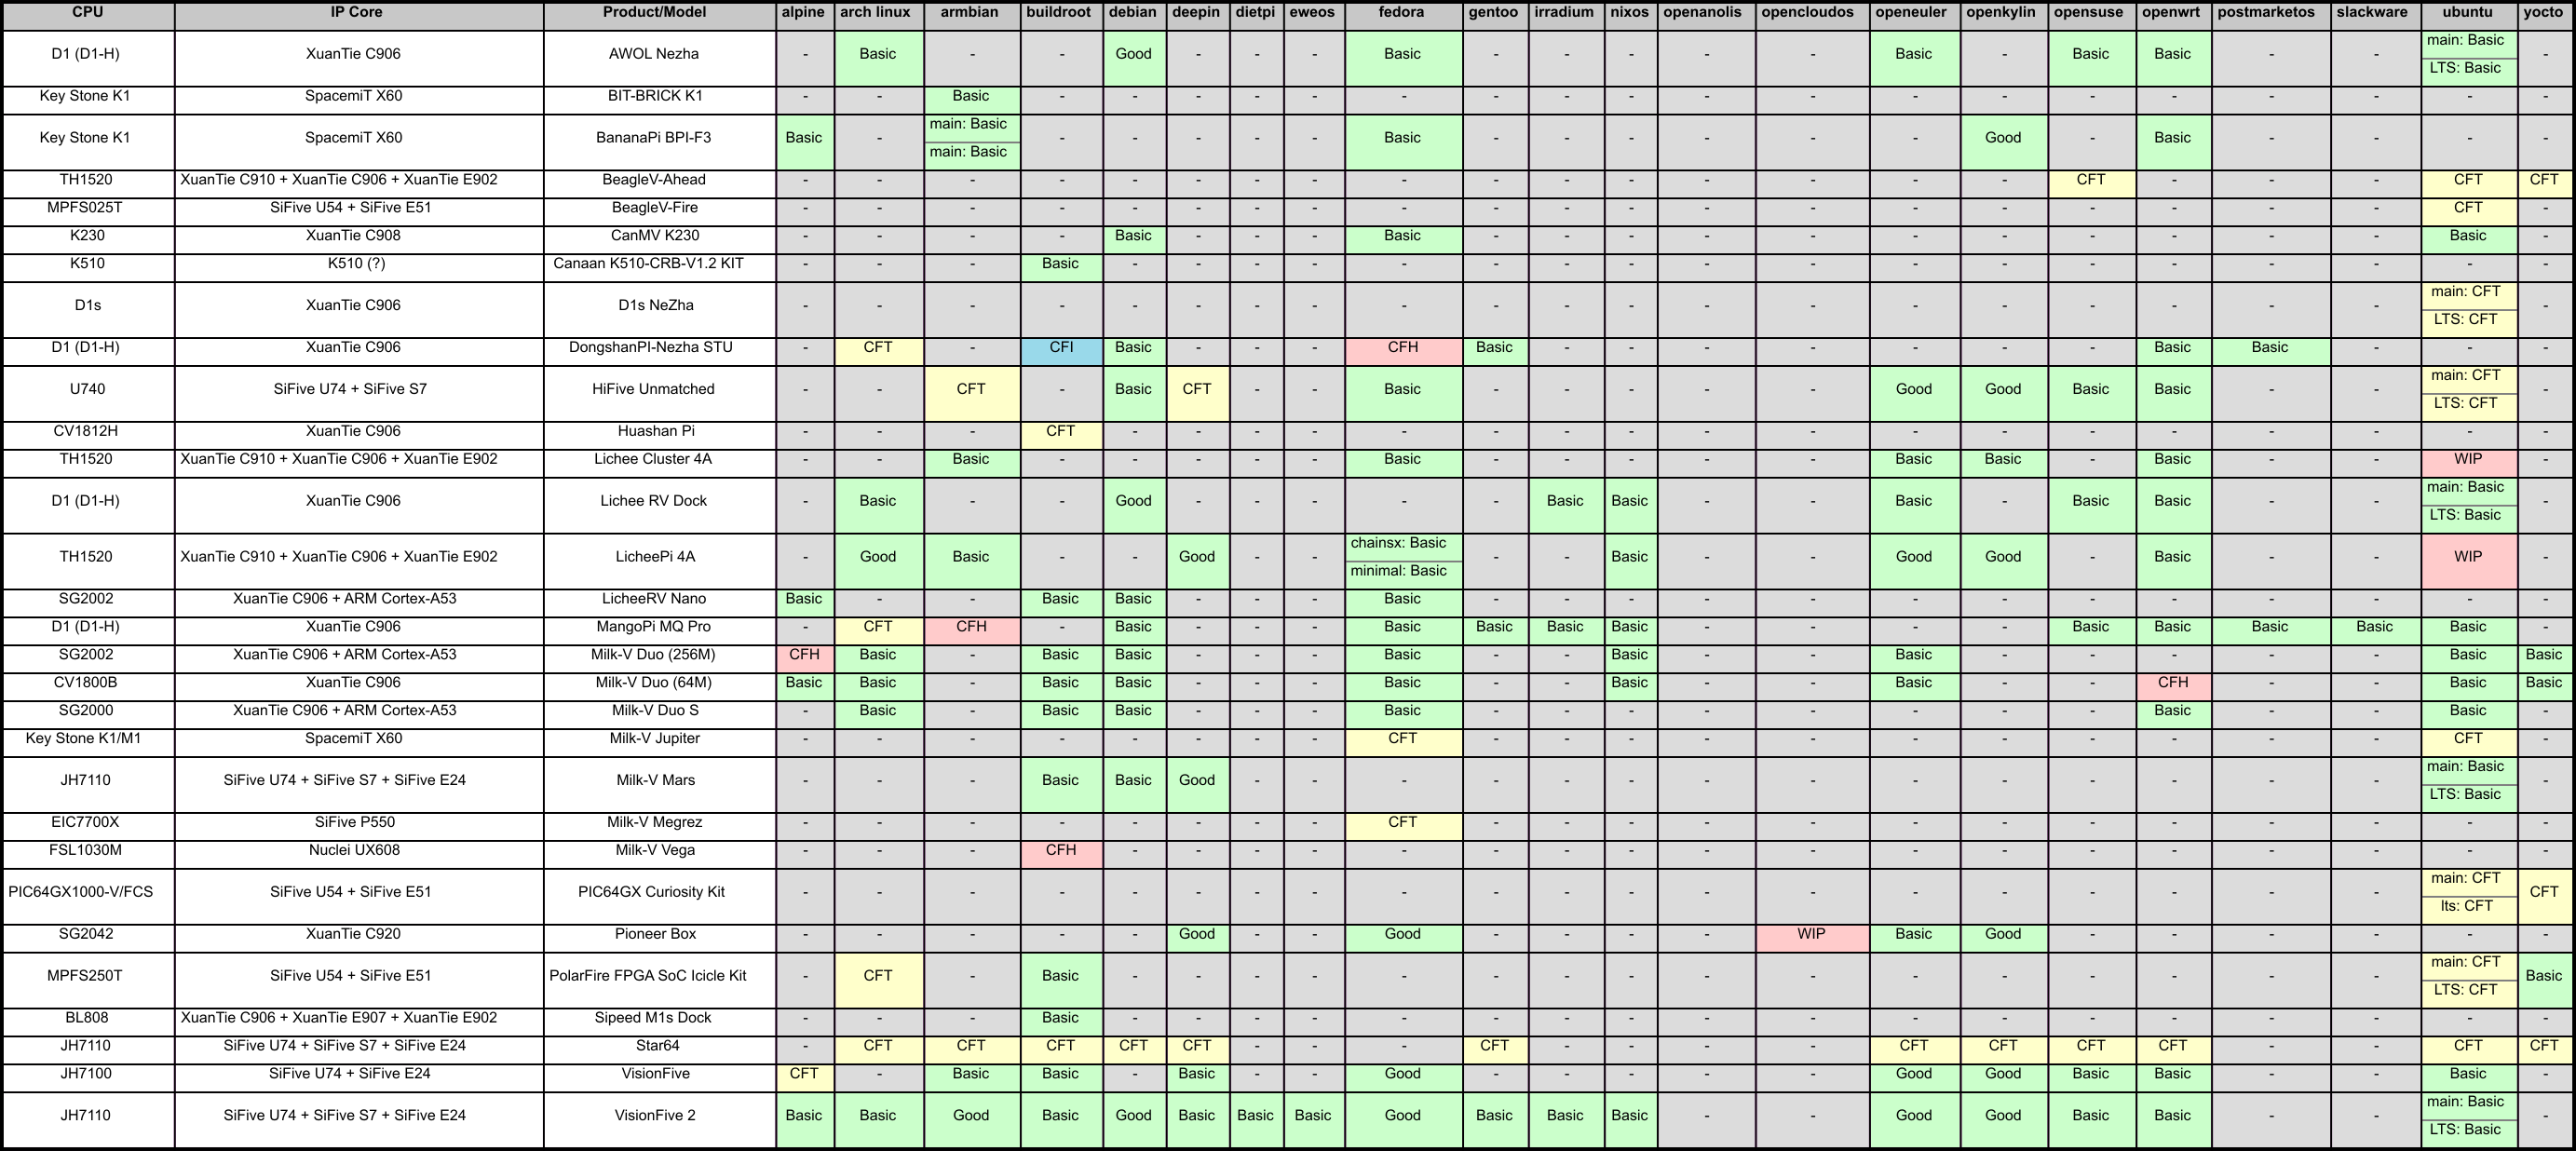 CPU IP Core Product/Model alpine arch linux armbian buildroot debian deepin dietpi eweos fedora gentoo irradium nixos openanolis opencloudos openeuler openkylin opensuse openwrt postmarketos slackware ubuntu yocto
D1 (D1-H) XuanTie C906 AWOL Nezha - Basic - - Good - - - Basic - - - - - Basic - Basic Basic - - main: Basic LTS: Basic -
Key Stone K1 SpacemiT X60 BIT-BRICK K1 - - Basic - - - - - - - - - - - - - - - - - - -
Key Stone K1 SpacemiT X60 BananaPi BPI-F3 Basic - main: Basic main: Basic - - - - - Basic - - - - - - Good - Basic - - - -
TH1520 XuanTie C910 + XuanTie C906 + XuanTie E902 BeagleV-Ahead - - - - - - - - - - - - - - - - CFT - - - CFT CFT
MPFS025T SiFive U54 + SiFive E51 BeagleV-Fire - - - - - - - - - - - - - - - - - - - - CFT -
K230 XuanTie C908 CanMV K230 - - - - Basic - - - Basic - - - - - - - - - - - Basic -
K510 K510 (?) Canaan K510-CRB-V1.2 KIT - - - Basic - - - - - - - - - - - - - - - - - -
D1s XuanTie C906 D1s NeZha - - - - - - - - - - - - - - - - - - - - main: CFT LTS: CFT -
D1 (D1-H) XuanTie C906 DongshanPI-Nezha STU - CFT - CFI Basic - - - CFH Basic - - - - - - - Basic Basic - - -
U740 SiFive U74 + SiFive S7 HiFive Unmatched - - CFT - Basic CFT - - Basic - - - - - Good Good Basic Basic - - main: CFT LTS: CFT -
CV1812H XuanTie C906 Huashan Pi - - - CFT - - - - - - - - - - - - - - - - - -
TH1520 XuanTie C910 + XuanTie C906 + XuanTie E902 Lichee Cluster 4A - - Basic - - - - - Basic - - - - - Basic Basic - Basic - - WIP -
D1 (D1-H) XuanTie C906 Lichee RV Dock - Basic - - Good - - - - - Basic Basic - - Basic - Basic Basic - - main: Basic LTS: Basic -
TH1520 XuanTie C910 + XuanTie C906 + XuanTie E902 LicheePi 4A - Good Basic - - Good - - chainsx: Basic minimal: Basic - - Basic - - Good Good - Basic - - WIP -
SG2002 XuanTie C906 + ARM Cortex-A53 LicheeRV Nano Basic - - Basic Basic - - - Basic - - - - - - - - - - - - -
D1 (D1-H) XuanTie C906 MangoPi MQ Pro - CFT CFH - Basic - - - Basic Basic Basic Basic - - - - Basic Basic Basic Basic Basic -
SG2002 XuanTie C906 + ARM Cortex-A53 Milk-V Duo (256M) CFH Basic - Basic Basic - - - Basic - - Basic - - Basic - - - - - Basic Basic
CV1800B XuanTie C906 Milk-V Duo (64M) Basic Basic - Basic Basic - - - Basic - - Basic - - Basic - - CFH - - Basic Basic
SG2000 XuanTie C906 + ARM Cortex-A53 Milk-V Duo S - Basic - Basic Basic - - - Basic - - - - - - - - Basic - - Basic -
Key Stone K1/M1 SpacemiT X60 Milk-V Jupiter - - - - - - - - CFT - - - - - - - - - - - CFT -
JH7110 SiFive U74 + SiFive S7 + SiFive E24 Milk-V Mars - - - Basic Basic Good - - - - - - - - - - - - - - main: Basic LTS: Basic -
EIC7700X SiFive P550 Milk-V Megrez - - - - - - - - CFT - - - - - - - - - - - - -
FSL1030M Nuclei UX608 Milk-V Vega - - - CFH - - - - - - - - - - - - - - - - - -
PIC64GX1000-V/FCS SiFive U54 + SiFive E51 PIC64GX Curiosity Kit - - - - - - - - - - - - - - - - - - - - main: CFT lts: CFT CFT
SG2042 XuanTie C920 Pioneer Box - - - - - Good - - Good - - - - WIP Basic Good - - - - - -
MPFS250T SiFive U54 + SiFive E51 PolarFire FPGA SoC Icicle Kit - CFT - Basic - - - - - - - - - - - - - - - - main: CFT LTS: CFT Basic
BL808 XuanTie C906 + XuanTie E907 + XuanTie E902 Sipeed M1s Dock - - - Basic - - - - - - - - - - - - - - - - - -
JH7110 SiFive U74 + SiFive S7 + SiFive E24 Star64 - CFT CFT CFT CFT CFT - - - CFT - - - - CFT CFT CFT CFT - - CFT CFT
JH7100 SiFive U74 + SiFive E24 VisionFive CFT - Basic Basic - Basic - - Good - - - - - Good Good Basic Basic - - Basic -
JH7110 SiFive U74 + SiFive S7 + SiFive E24 VisionFive 2 Basic Basic Good Basic Good Basic Basic Basic Good Basic Basic Basic - - Good Good Basic Basic - - main: Basic LTS: Basic -